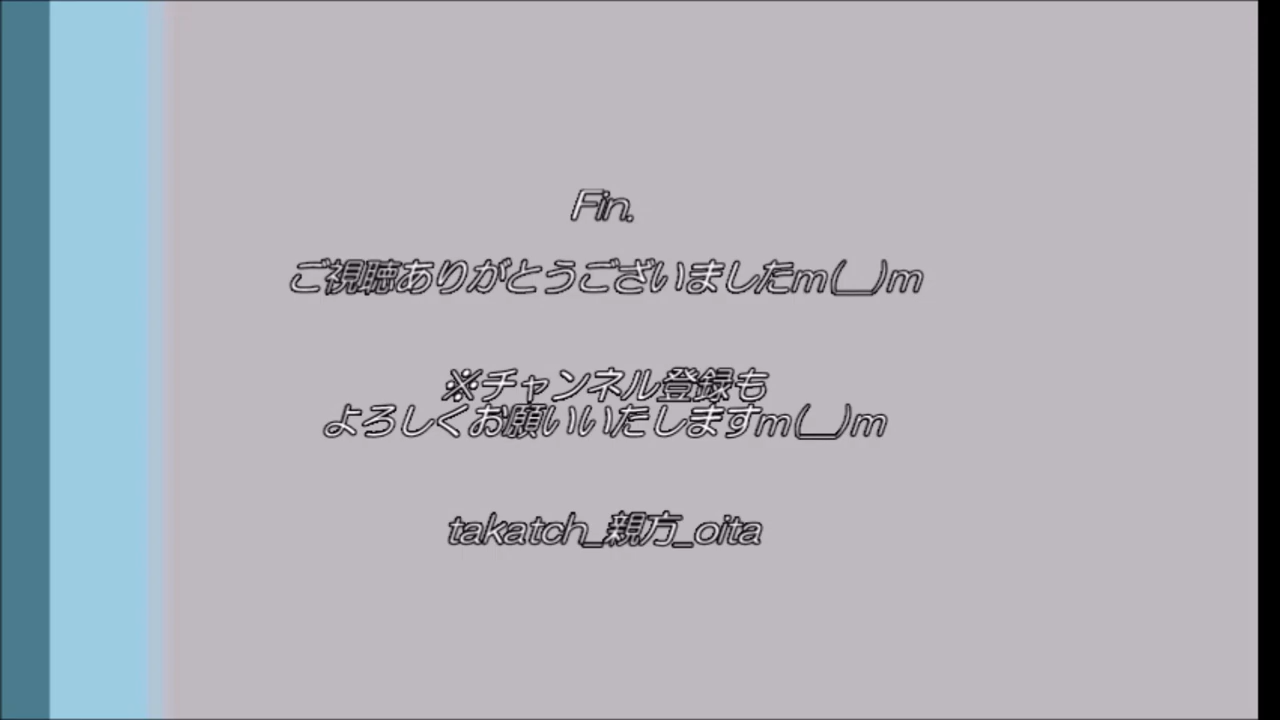 Fin.
ご視聴ありがとうございましたm(__)m
※チャンネル登録も
よろしくお願いいたしますm(__)m
takatch_親方_oita